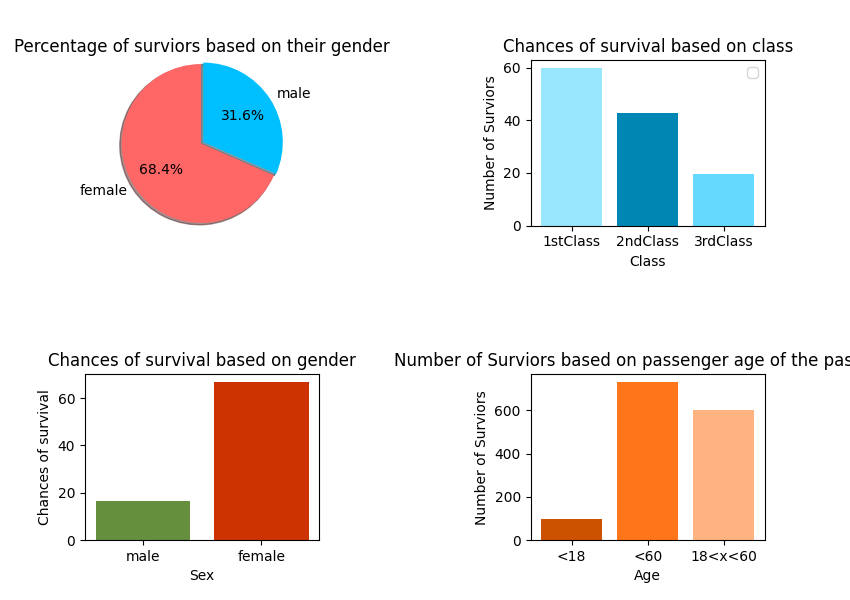 Percentage of surviors based on their gender
male
31.6%
68.4%
female
Chances of survival based on class
Number of Surviors
60
40
20
0
1stClass 2ndClass 3rdClass
Class
Chances of survival based on gender
Chances of survival
60
40
20
0
male female
Sex
Number of Surviors based on passenger age of the pas
Number of Surviors
600
400
200
0
<18 <60 18<x<60
Age